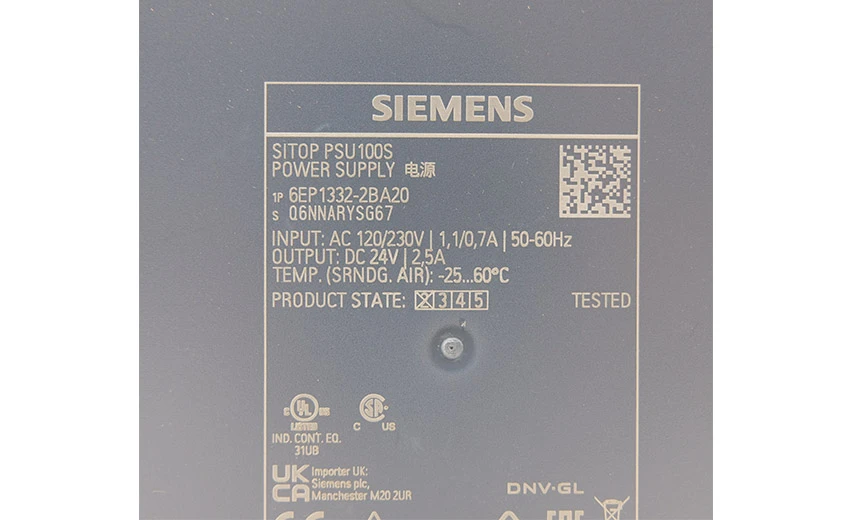 SIEMENS
SITOP PSU100S
POWER SUPPLY 电源
1P 6EP1332-2BA20
S Q6NNARYSG67
INPUT: AC 120/230V | 1,1/0,7A | 50-60Hz
OUTPUT: DC 24V | 2,5A
TEMP. (SRNDG. AIR): -25...60°C
PRODUCT STATE: X 3 4 5 TESTED
UL
LISTED
C US
IND. CONT. EQ.
31UB
UK CA
Importer UK:
Siemens plc,
Manchester M20 2UR
DNV·GL